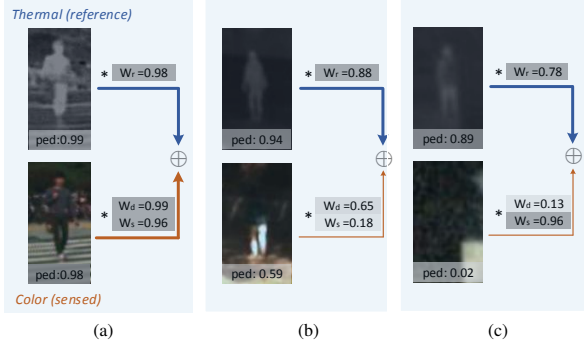 Thermal (reference)
* Wr =0.98
ped: 0.99
* Wd =0.99
Ws =0.96
ped:0.98
Color (sensed)
(a)
* Wr =0.88
ped: 0.94
* Wd =0.65
Ws =0.18
ped: 0.59
(b)
* Wr =0.78
ped: 0.89
* Wd =0.13
Ws =0.96
ped: 0.02
(c)